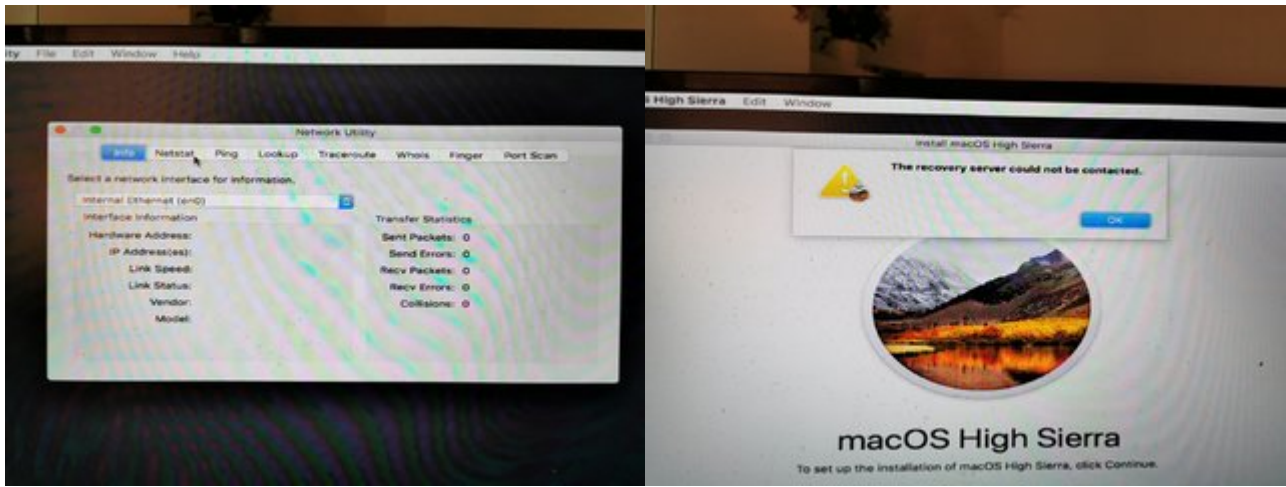 ity File Edit Window Help
Network Utility
Info Netstat Ping Lookup Traceroute Whois Finger Port Scan
Select a network interface for information.
Internal Ethernet (en0)
Interface Information
Hardware Address:
IP Address(es):
Link Speed:
Link Status:
Vendor:
Model:
Transfer Statistics
Sent Packets: 0
Send Errors: 0
Recv Packets: 0
Recv Errors: 0
Collisions: 0
High Sierra Edit Window
Install macOS High Sierra
The recovery server could not be contacted.
OK
macOS High Sierra
To set up the installation of macOS High Sierra, click Continue.